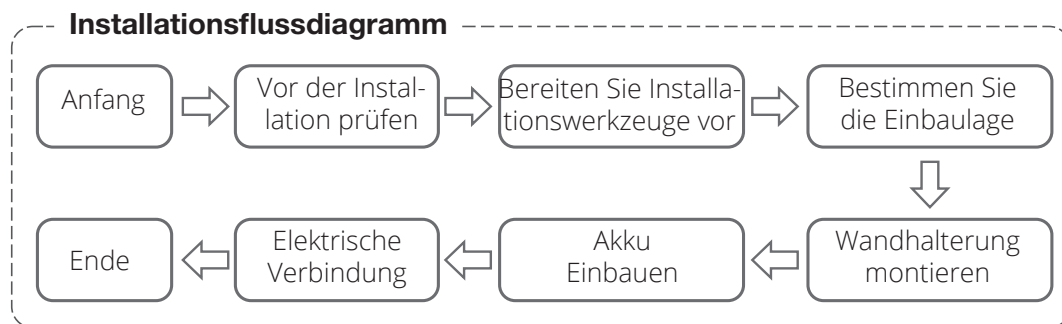 Installationsflussdiagramm
Anfang
Vor der Instal-
lation prüfen
Bereiten Sie Installa-
tionswerkzeuge vor
Bestimmen Sie
die Einbaulage
Wandhalterung
montieren
Akku
Einbauen
Elektrische
Verbindung
Ende